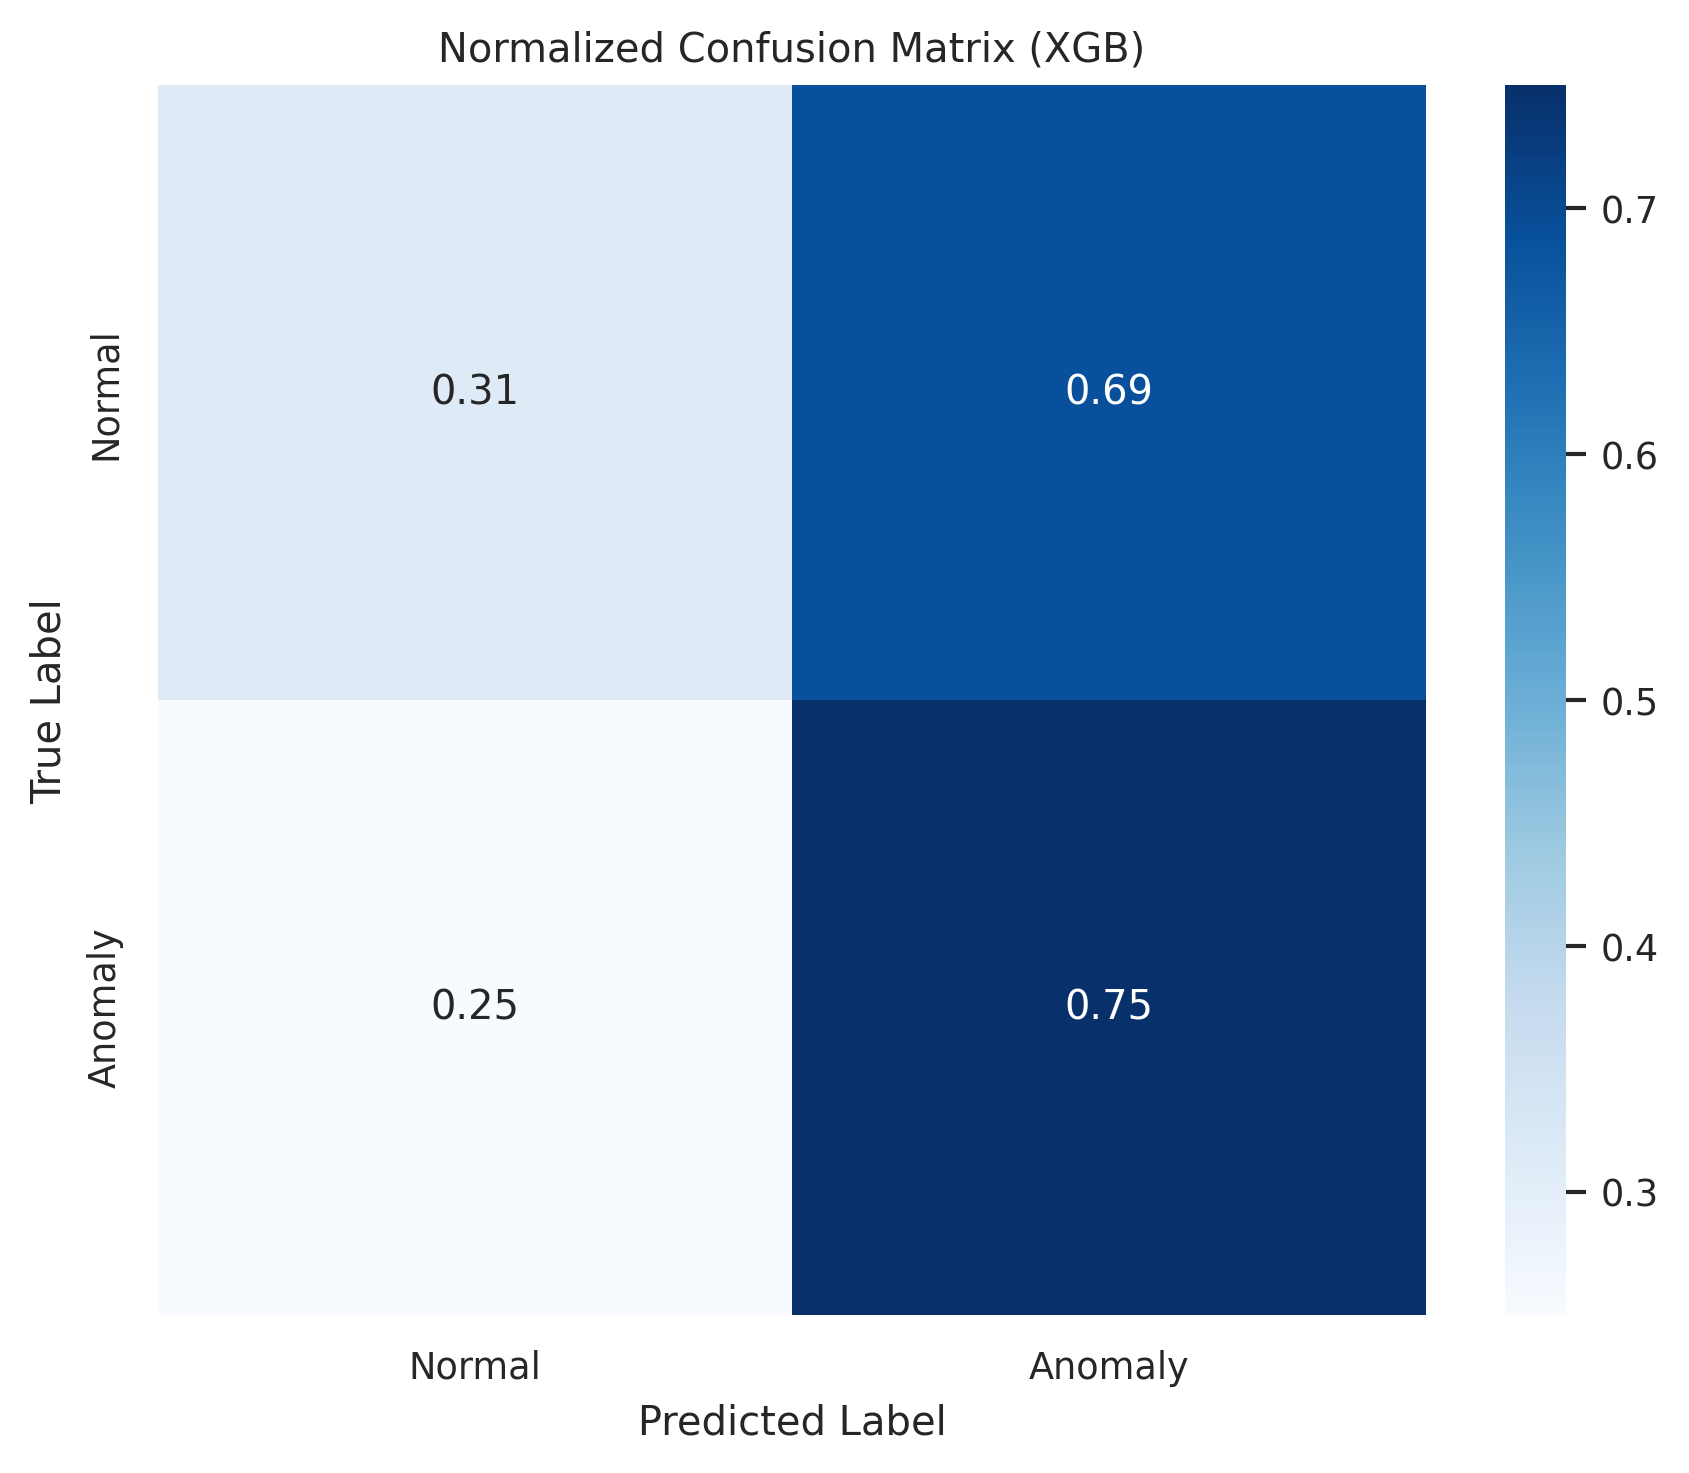 Normalized Confusion Matrix (XGB)
True Label
Normal
Anomaly
0.31
0.69
0.25
0.75
Normal
Anomaly
Predicted Label
0.7
0.6
0.5
0.4
0.3